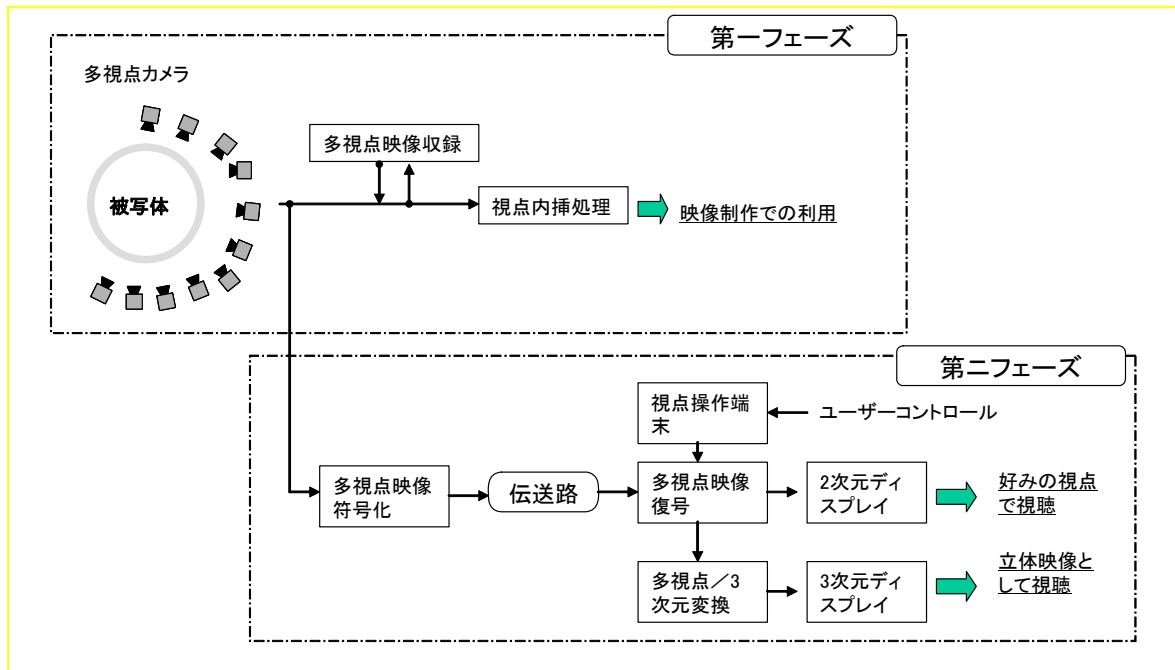 第一フェーズ
多視点カメラ
被写体
多視点映像収録
視点内挿処理
映像制作での利用
第二フェーズ
視点操作端
末
ユーザーコントロール
多視点映像
符号化
伝送路
多視点映像
復号
2次元ディ
スプレイ
好みの視点
で視聴
多視点／3
次元変換
3次元ディ
スプレイ
立体映像と
して視聴